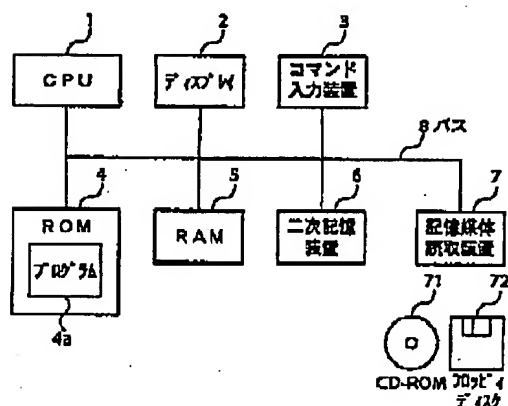 1
CPU
2
ディスプレイ
3
コマンド
入力装置
8 バス
4
ROM
プログラム
4a
5
RAM
6
二次記憶
装置
7
記憶媒体
読取装置
71
CD-ROM
72
フロッピィ
ディスク